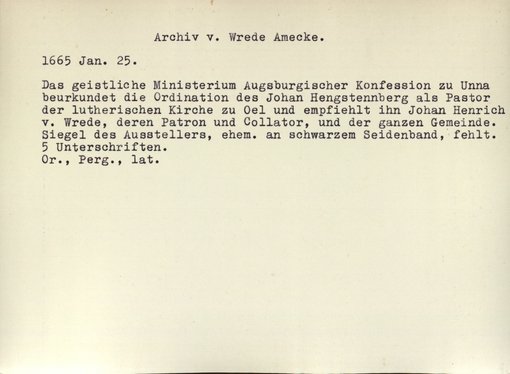 Archiv v. Wrede Amecke.
1665 Jan. 25.
Das geistliche Ministerium Augsburgischer Konfession zu Unna
beurkundet die Ordination des Johan Hengstennberg als Pastor
der lutherischen Kirche zu Oel und empfiehlt ihn Johan Henrich
v. Wrede, deren Patron und Collator, und der ganzen Gemeinde.
Siegel des Ausstellers, ehem. an schwarzem Seidenband, fehlt.
5 Unterschriften.
Or., Perg., lat.